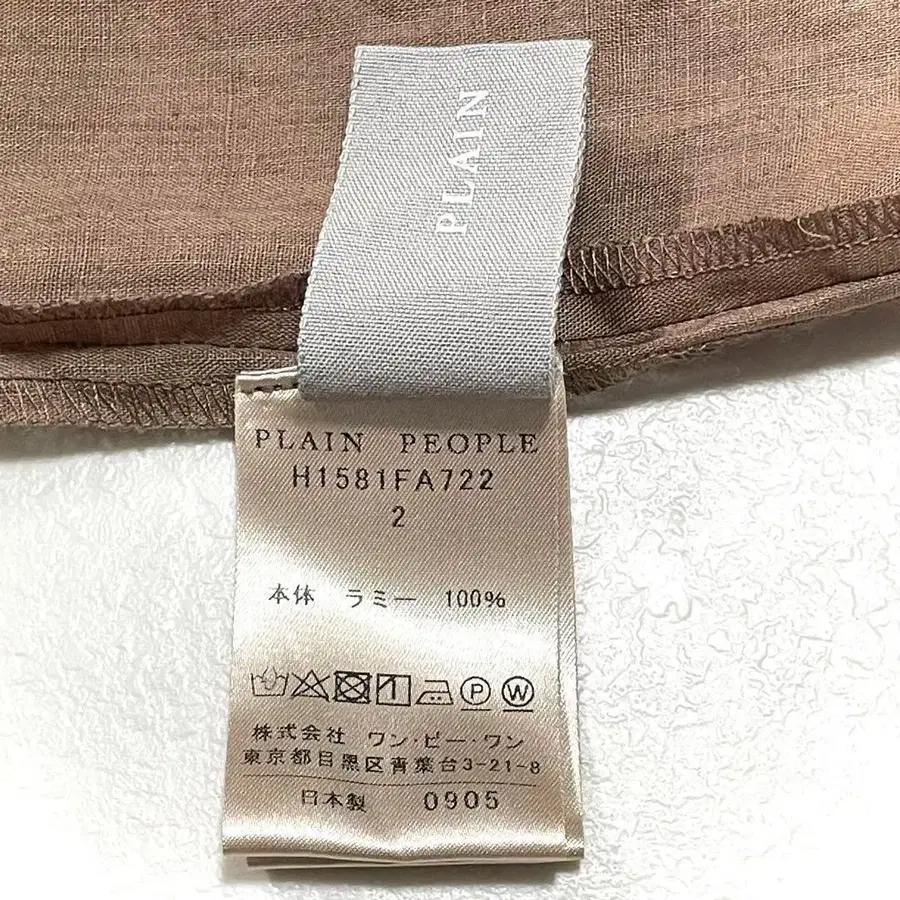 PLAIN
PLAIN PEOPLE
H1581FA722
2
本体 ラミー 100%
P W
株式会社 ワン・ビー・ワン
東京都目黒区青葉台3-21-8
日本製 0905